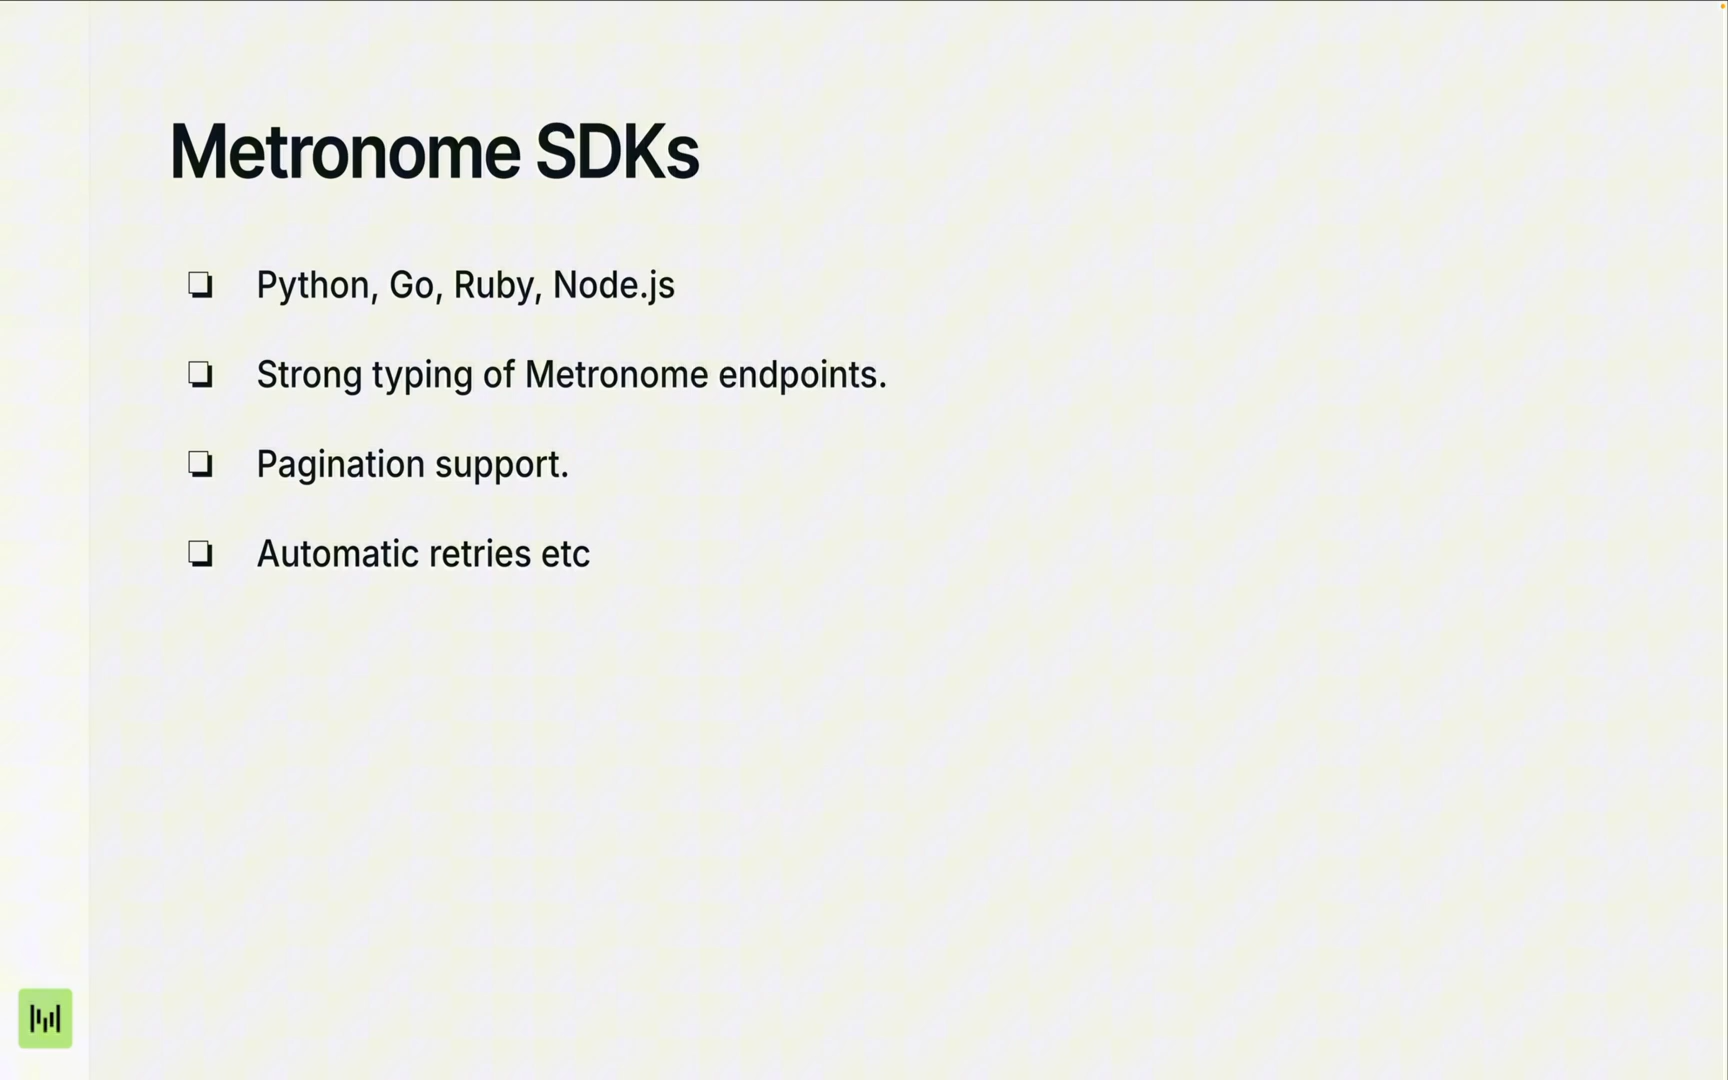 Metronome SDKs
❏ Python, Go, Ruby, Node.js
❏ Strong typing of Metronome endpoints.
❏ Pagination support.
❏ Automatic retries etc